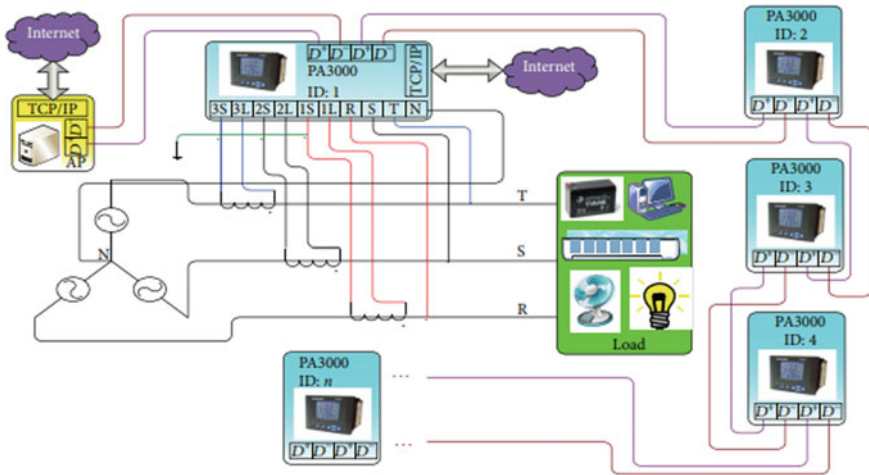 Internet
TCP/IP
D⁻
D⁺
AP
D⁺ D⁻ D⁺ D⁻
PA3000
ID: 1
TCP/IP
3S 3L 2S 2L 1S 1L R S T N
Internet
PA3000
ID: 2
D⁺ D⁻ D⁺ D⁻
PA3000
ID: 3
D⁺ D⁻ D⁺ D⁻
PA3000
ID: 4
D⁺ D⁻ D⁺ D⁻
T
S
R
N
Load
PA3000
ID: n
D⁺ D⁻ D⁺ D⁻
...
...